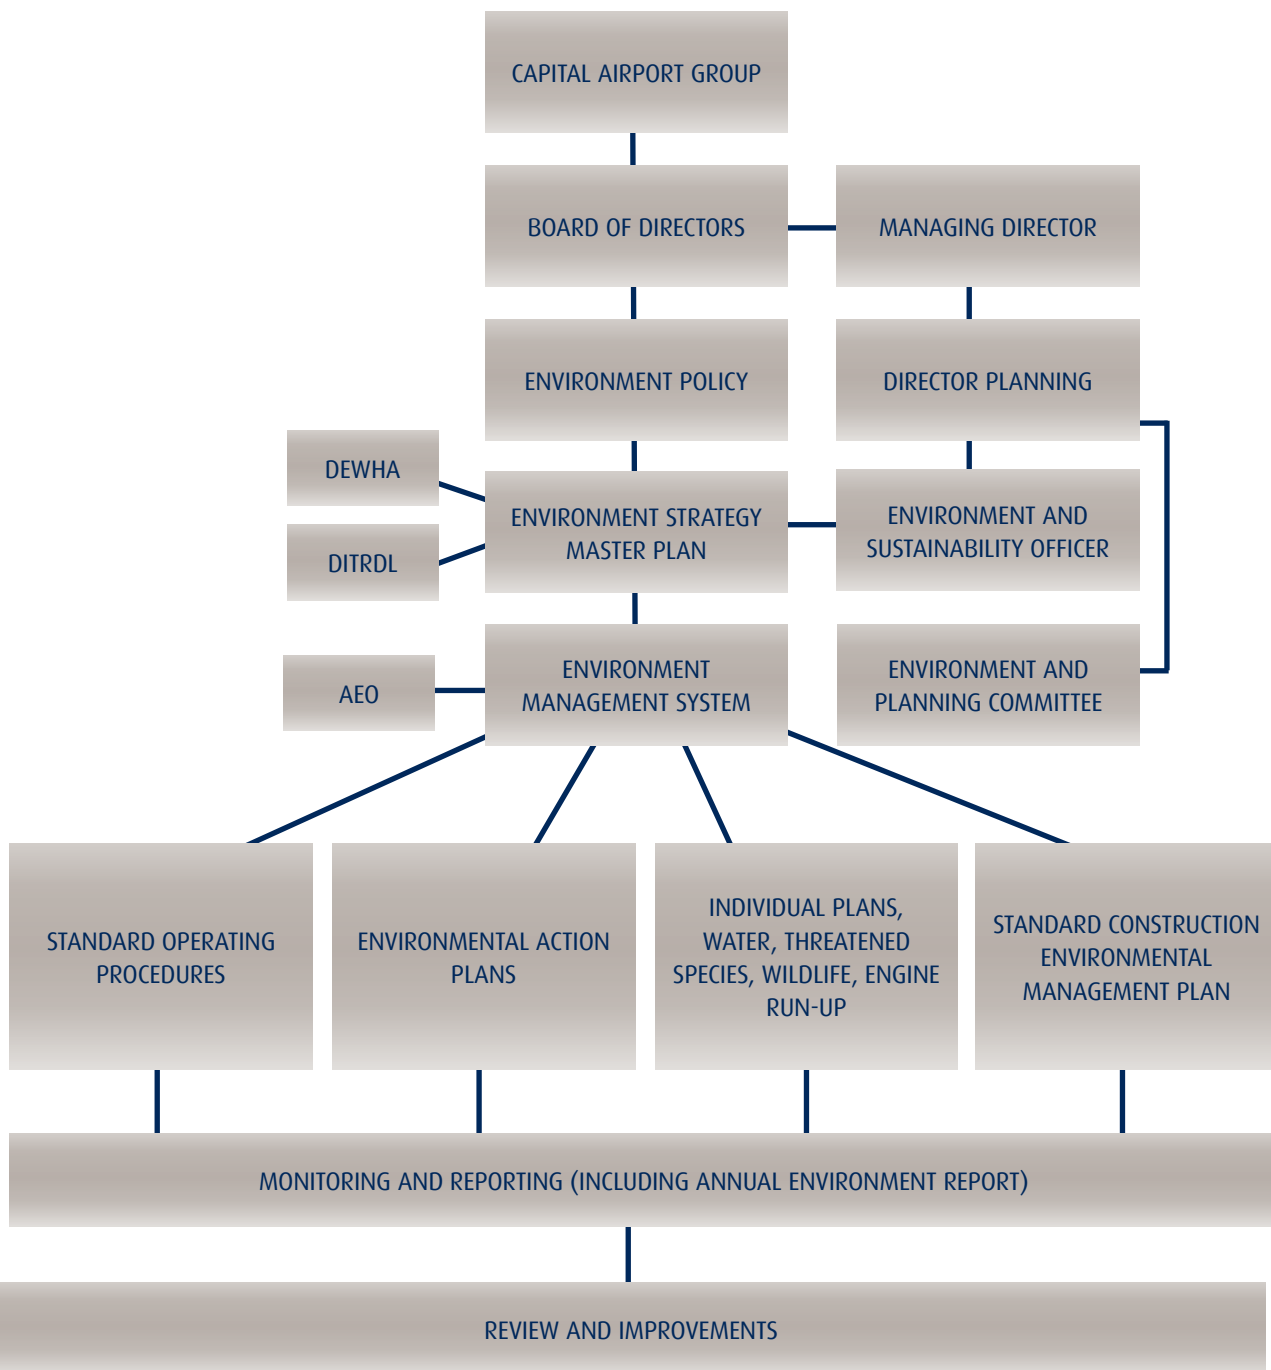 CAPITAL AIRPORT GROUP
BOARD OF DIRECTORS
MANAGING DIRECTOR
ENVIRONMENT POLICY
DIRECTOR PLANNING
DEWHA
DITRDL
ENVIRONMENT STRATEGY
MASTER PLAN
ENVIRONMENT AND
SUSTAINABILITY OFFICER
AEO
ENVIRONMENT
MANAGEMENT SYSTEM
ENVIRONMENT AND
PLANNING COMMITTEE
STANDARD OPERATING
PROCEDURES
ENVIRONMENTAL ACTION
PLANS
INDIVIDUAL PLANS,
WATER, THREATENED
SPECIES, WILDLIFE, ENGINE
RUN-UP
STANDARD CONSTRUCTION
ENVIRONMENTAL
MANAGEMENT PLAN
MONITORING AND REPORTING (INCLUDING ANNUAL ENVIRONMENT REPORT)
REVIEW AND IMPROVEMENTS